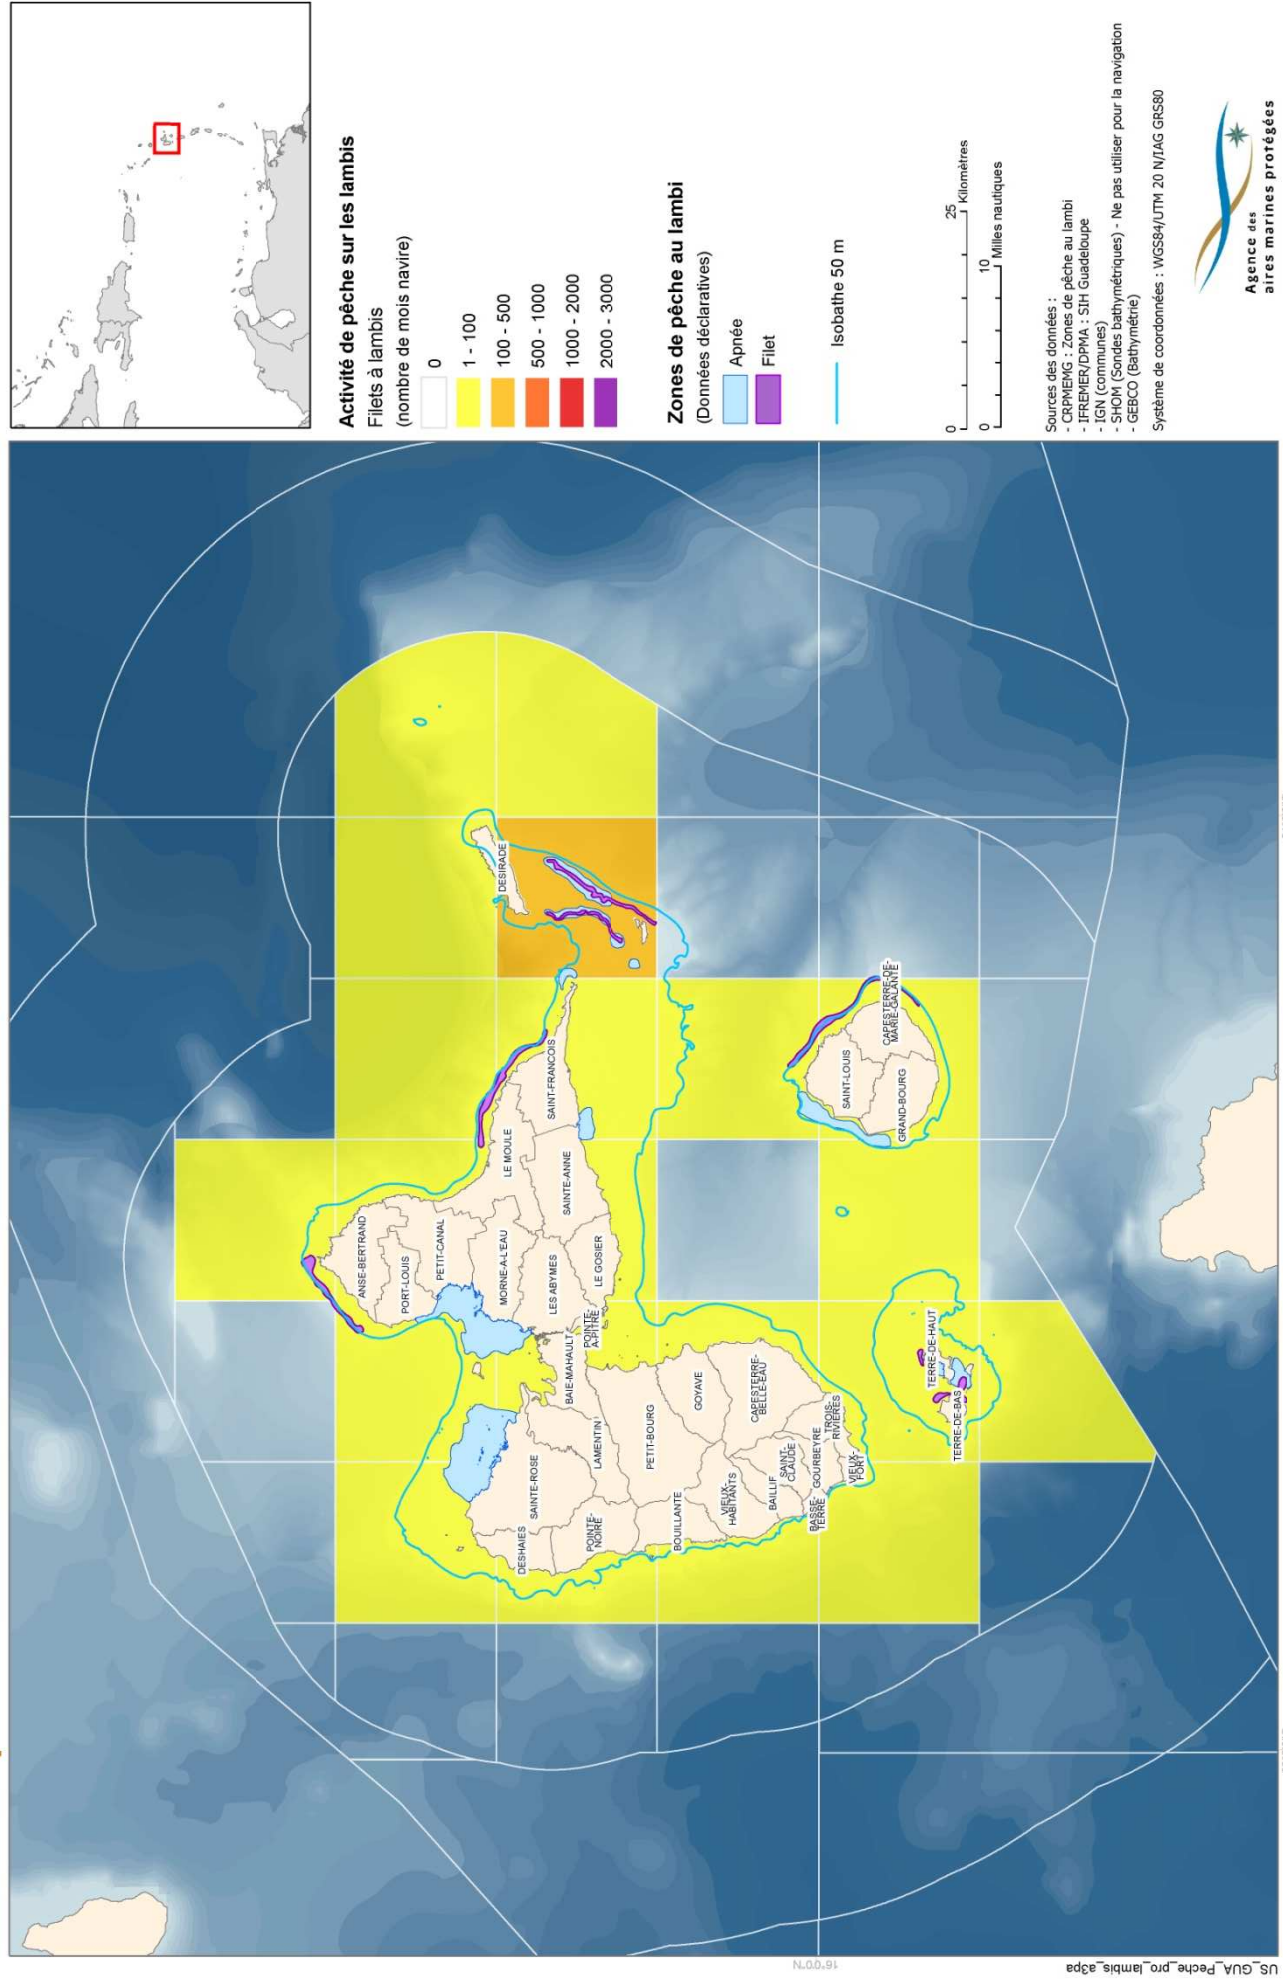 Activité de pêche sur les lambis
Filets à lambis
(nombre de mois navire)
0
1 - 100
100 - 500
500 - 1000
1000 - 2000
2000 - 3000
Zones de pêche au lambi
(Données déclaratives)
Apnée
Filet
Isobathe 50 m
0
25
Kilomètres
0
10
Milles nautiques
Sources des données :
- CRPMEMG : Zones de pêche au lambi
- IFREMER/DPMA : SIH Guadeloupe
- IGN (communes)
- SHOM (Sondes bathymétriques) - Ne pas utiliser pour la navigation
- GEBCO (Bathymétrie)
Système de coordonnées : WGS84/UTM 20 N/IAG GRS80
Agence des
aires marines protégées
ANSE-BERTRAND
PORT-LOUIS
PETIT-CANAL
MORNE-A-L'EAU
LE MOULE
LES ABYMES
SAINTE-ANNE
SAINT-FRANCOIS
LE GOSIER
POINTE-
A-PITRE
BAIE-MAHAULT
DESIRADE
LAMENTIN
SAINTE-ROSE
DESHAIES
POINTE-
NOIRE
PETIT-BOURG
GOYAVE
BOUILLANTE
VIEUX-
HABITANTS
CAPESTERRE-
BELLE-EAU
BAILLIF
SAINT-
CLAUDE
GOURBEYRE
BASSE-
TERRE
TROIS-
RIVIERES
VIEUX-
FORT
SAINT-LOUIS
GRAND-BOURG
CAPESTERRE-DE-
MARIE-GALANTE
TERRE-DE-HAUT
TERRE-DE-BAS
16°0'0"N
US_GUA_Peche_pro_lambis_a3pa